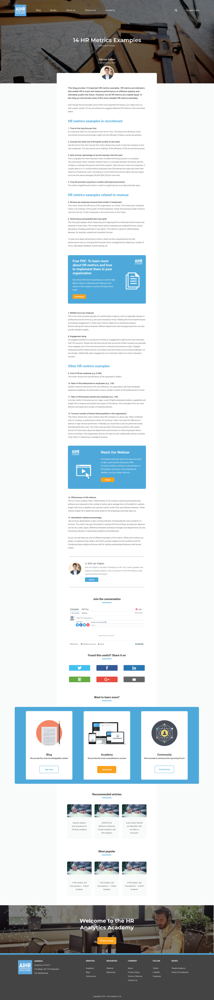 AIHR
BLOG & ACADEMY
Blog Books About us Resources Academy Student login
14 HR Metrics Examples
Reading time 6 minutes
Erik van Vulpen
Lead instructor AIHR
This blog provides 14 important HR metrics examples. HR metrics are indicators
that enable HR to track and measure performance on different aspects and
ultimately predict the future. However, not all HR metrics are created equal. In
this blog we will provide some of the most valuable HR metrics examples.
Even though this list provides some of the most essential HR metrics, you might come up
with a great number 15! You are welcome to suggest additional HR metrics in the comments
below.
HR metrics examples in recruitment
1. Time to hire (avg time per hire)
An important metric for recruitment is the 'time to hire'. This shows the efficiency of the
recruitment process and provides insight into the difficulty of filling a certain job position
2. Cost per hire (total cost of hiring/the number of new hires)
Like the time to hire, the 'cost per hire' metric shows how much it costs the company to hire
new employees. This also serves as an indicator of the efficiency of the recruitment process.
3. Early turnover (percentage of recruits leaving in the first year)
This is arguably the most important metric to determine hiring success in a company.
This early leaver metric indicates whether there is a mismatch between the person and the
company or between the person and his/her position. Early turnover is also very expensive. It
usually takes 6 to 12 months before employees have fully learned the ropes and reach their
'Optimum Productivity Level'. According to a 2014 Oxford Economics report, the lost output
cost over this period averages £30,000 ($45,700) for new hires.
4. Time till promotion (avg time in months until internal promotion)
This rather straightforward metric is useful in explaining why your high potentials leave.
HR metrics examples related to revenue
5. Revenue per employee (revenue/total number of employees)
This metric shows the efficiency of the organization as a whole. The 'revenue per employee'
metric is an indicator of the quality of hired employees. Check this Business insider article to
view how the top 12 tech companies in the world score on this metric.
6. Performance and potential (the 9-box grid)
The 9-box grid appears when measuring and mapping both an individual's performance and
potential in three levels. This model shows which employees are underperformers, valued
specialists, emerging potentials or top talents. This metrics is great for differentiating
between, for example, wanted and unwanted turnover.
To read more about performance metrics, check out this comprehensive list with
performance metrics, including Net Promoter Score, management by objectives, number of
errors, 360-degree feedback, forced ranking, etc.
Free PDF: To learn more
about HR metrics and how
to implement them in your
organization
AIHR
ACADEMY
Data-driven HR starts by getting your metrics right.
Metrics help you determine the efficiency and
impact of the workforce and the HR department
itself.
Download
7. Billable hours per employee
This is the most concrete example of a performance measure, and it is especially relevant in
professional service firms (e.g. law and consultancy firms). Relating this kind of performance
to employee engagement or other input metrics makes for an interesting analysis.
Benchmarking this metrics between different departments and managers/partners can also
provide valuable insights.
8. Engagement rating
An engaged workforce is a productive workforce. Engagement might be the most important
'soft' HR outcome. People who like their job and who are proud of their company are generally
more engaged, even if the work environment is stressful and pressure is high. Engaged
employees perform better and are more likely to perceive stress as an exciting challenge, not
as a burden. Additionally, team engagement is an important metric for a team manager's
success.
Other HR metrics examples
9. Cost of HR per employee (e.g. $ 600)
This metric shows the cost efficiency of HR expressed in dollars.
10. Ratio of HR professionals to employees (e.g. 1:60)
Another measure that shows HR's cost efficiency. An organization with fully developed
analytical capabilities should be able to have a smaller number of HR professionals do more.
11. Ratio of HR business partners per employee (e.g. 1:80)
A similar metric to the previous one. Again, a set of highly developed analytics capabilities will
enable HR to measure and predict the impact of HR policies. This will enable HR to be more
efficient and reduce the number of business partners.
12. Turnover (number of leavers/total population in the organization)
This metric shows how many workers leave the company in a given year. When combined
with, for instance, a performance metric, the 'turnover' metric can track the difference in
attrition in high and low performers. Preferably you would like to see low performers leave
and high performers stay. This metric also provided HR business partners with a great
amount of information about the departments and functions in which employees feel at
home, and where in the organization they do not want to work. Additionally, attrition could be
a key metric in measuring a manager's success.
AIHR
ACADEMY
Watch Our Webinar
Get inspired and learn about the steps you need
to take to get started. During this FREE
20-minute webinar, we'll give an introduction to
HR analytics and share some inspiring HR
analytics success stories with you.
Watch
13. Effectiveness of HR software
This is a more complex metric. Effectiveness of, for instance, learning and development
software are measured in the number of active users, average time on the platform, session
length, total time on platform per user per month, screen flow, and software retention. These
metrics enable HR to determine what works for the employees and what does not.
14. Absenteeism (absence percentage)
Like turnover, absenteeism is also a strong indicator of dissatisfaction and a predictor of
turnover. This metric can give information to prevent this kind of leave, as long-term absence
can be very costly. Again, differences between individual managers and departments are very
interesting indicators of (potential) problems and bottlenecks.
As you can see there are a lot of different examples of HR metrics. While some metrics are
easier to implement than others, all of them provide insights into the workforce and HR.
Combining these insights will prove vital for making substantiated decisions with proven
impact.
by Erik van Vulpen
Erik van Vulpen is founder of Analytics in HR. He is writer, speaker and
trainer on people analytics. Erik is instructor in the HR Analytics Lead
course and the HR Analyst
Follow
Join the conversation
0 Comments AIHR Blog Login
Recommend Share Sort by Best
Start the discussion...
LOG IN WITH OR SIGN UP WITH DISQUS
Name
Be the first to comment.
Subscribe Add Disqus to your site Privacy DISQUS
Found this useful? Share it on
it!
G+
Want to learn more?
Blog
We provide the most knowledgeable content
See more
Academy
We provide the most comprehensive courses
Get started
Community
We're excited to announce the upcoming Forum
Coming soon
Recommended articles
Experts explore
best practices for
HR data analytics
[VIDEO] The
Difference Between
People Analytics and
HR Analytics
Case Study: Should
an Algorithm Tell
You Who to
Promote?
Most popular
5 HR Analyst Job
Descriptions – A Brief
Analysis
5 HR Analyst Job
Descriptions – A Brief
Analysis
5 HR Analyst Job
Descriptions – A Brief
Analysis
Welcome to the HR
Analytics Academy
Browse courses
AIHR
BLOG & ACADEMY
ADDRESS
Analytics in HR B.V.
516 Blaak, 3011TA Rotterdam
The Netherlands
SERVICES
Academy
Blog
Community
RESOURCES
Webinar
Repository
COMPANY
About
Privacy Policy
Terms of Service
Contact Us
FOLLOW
Twitter
LinkedIn
Facebook
BOOKS
People Analytics
Doing HR Analytics
Copyright © 2016 - 2018 Analytics in HR